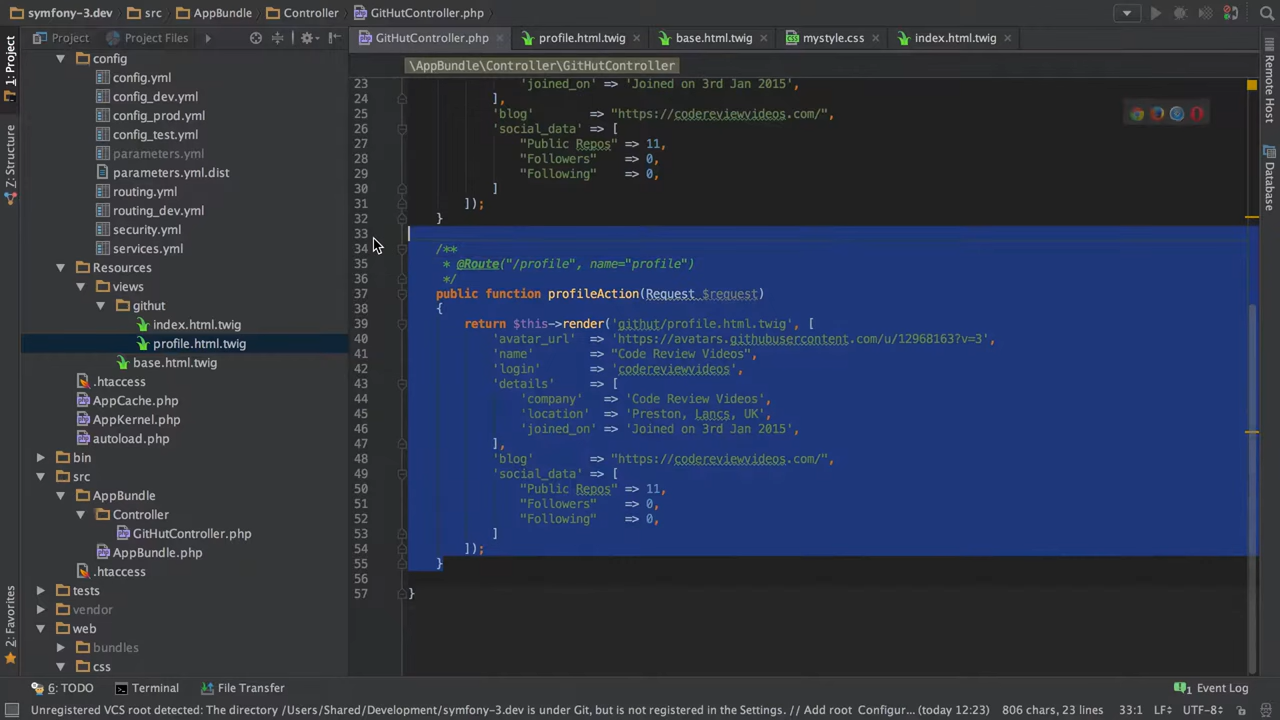 symfony-3.dev src AppBundle Controller GitHutController.php
Project Project Files GitHutController.php profile.html.twig base.html.twig mystyle.css index.html.twig
\AppBundle\Controller\GitHutController
1: Project
Z: Structure
2: Favorites
Remote Host
Database
config
config.yml
config_dev.yml
config_prod.yml
config_test.yml
parameters.yml
parameters.yml.dist
routing.yml
routing_dev.yml
security.yml
services.yml
Resources
views
githut
index.html.twig
profile.html.twig
base.html.twig
.htaccess
AppCache.php
AppKernel.php
autoload.php
bin
src
AppBundle
Controller
GitHutController.php
AppBundle.php
.htaccess
tests
vendor
web
bundles
css
23 'joined_on' => 'Joined on 3rd Jan 2015',
24 ],
25 'blog' => "https://codereviewvideos.com/",
26 'social_data' => [
27 "Public Repos" => 11,
28 "Followers" => 0,
29 "Following" => 0,
30 ]
31 ]);
32 }
33
34 /**
35 * @Route("/profile", name="profile")
36 */
37 public function profileAction(Request $request)
38 {
39 return $this->render('githut/profile.html.twig', [
40 'avatar_url' => 'https://avatars.githubusercontent.com/u/12968163?v=3',
41 'name' => "Code Review Videos",
42 'login' => 'codereviewvideos',
43 'details' => [
44 'company' => 'Code Review Videos',
45 'location' => 'Preston, Lancs, UK',
46 'joined_on' => 'Joined on 3rd Jan 2015',
47 ],
48 'blog' => "https://codereviewvideos.com/",
49 'social_data' => [
50 "Public Repos" => 11,
51 "Followers" => 0,
52 "Following" => 0,
53 ]
54 ]);
55 }
56
57 }
6: TODO Terminal File Transfer 1 Event Log
Unregistered VCS root detected: The directory /Users/Shared/Development/symfony-3.dev is under Git, but is not registered in the Settings. // Add root Configur... (today 12:23) 806 chars, 23 lines 33:1 LF÷ UTF-8÷